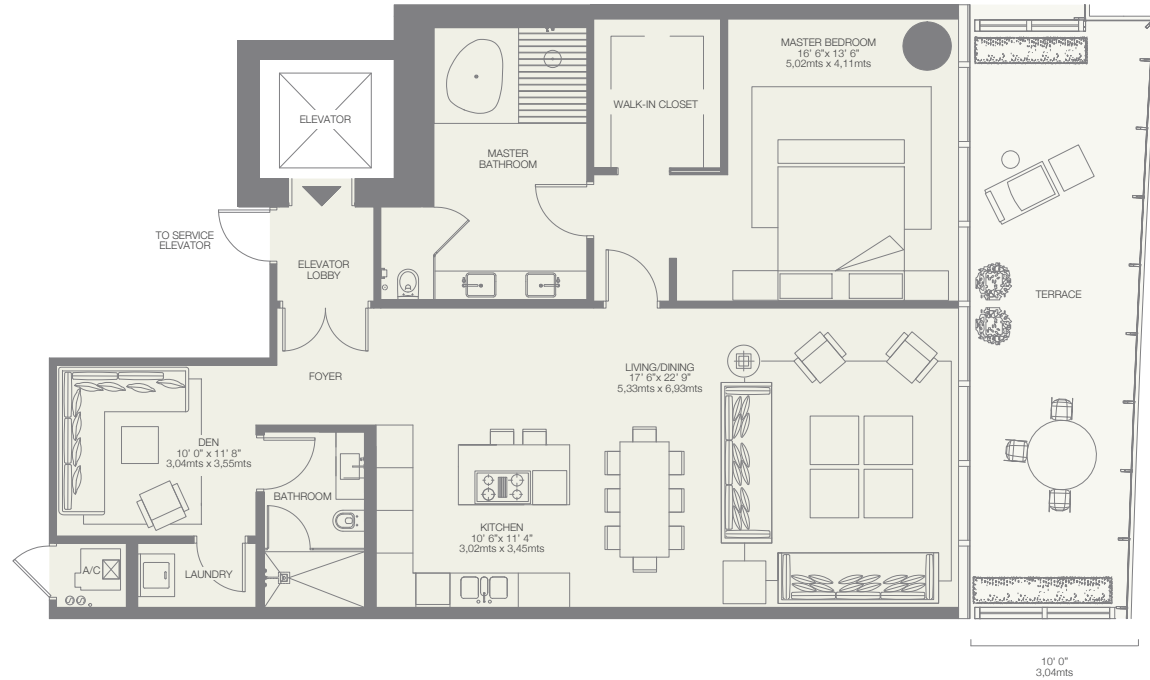 MASTER BEDROOM
16' 6"x 13' 6"
5,02mts x 4,11mts
WALK-IN CLOSET
ELEVATOR
MASTER
BATHROOM
TO SERVICE
ELEVATOR
ELEVATOR
LOBBY
TERRACE
FOYER
LIVING/DINING
17' 6"x 22' 9"
5,33mts x 6,93mts
DEN
10' 0" x 11' 8"
3,04mts x 3,55mts
BATHROOM
KITCHEN
10' 6"x 11' 4"
3,02mts x 3,45mts
A/C
LAUNDRY
10' 0"
3,04mts